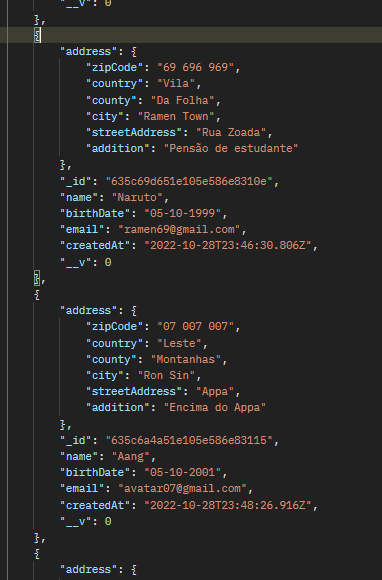 "__v": 0
},
{
"address": {
"zipCode": "69 696 969",
"country": "Vila",
"county": "Da Folha",
"city": "Ramen Town",
"streetAddress": "Rua Zoada",
"addition": "Pensão de estudante"
},
"_id": "635c69d651e105e586e8310e",
"name": "Naruto",
"birthDate": "05-10-1999",
"email": "ramen69@gmail.com",
"createdAt": "2022-10-28T23:46:30.806Z",
"__v": 0
},
{
"address": {
"zipCode": "07 007 007",
"country": "Leste",
"county": "Montanhas",
"city": "Ron Sin",
"streetAddress": "Appa",
"addition": "Encima do Appa"
},
"_id": "635c6a4a51e105e586e83115",
"name": "Aang",
"birthDate": "05-10-2001",
"email": "avatar07@gmail.com",
"createdAt": "2022-10-28T23:48:26.916Z",
"__v": 0
},
{
"address": {